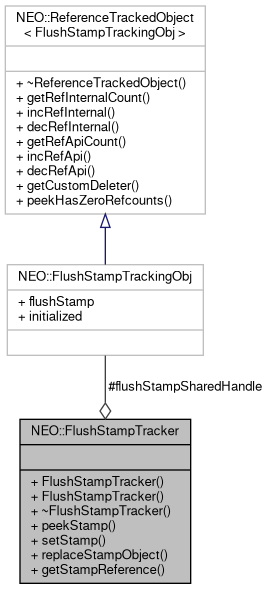 NEO::ReferenceTrackedObject
< FlushStampTrackingObj >
+ ~ReferenceTrackedObject()
+ getRefInternalCount()
+ incRefInternal()
+ decRefInternal()
+ getRefApiCount()
+ incRefApi()
+ decRefApi()
+ getCustomDeleter()
+ peekHasZeroRefcounts()
NEO::FlushStampTrackingObj
+ flushStamp
+ initialized
#flushStampSharedHandle
NEO::FlushStampTracker
+ FlushStampTracker()
+ FlushStampTracker()
+ ~FlushStampTracker()
+ peekStamp()
+ setStamp()
+ replaceStampObject()
+ getStampReference()